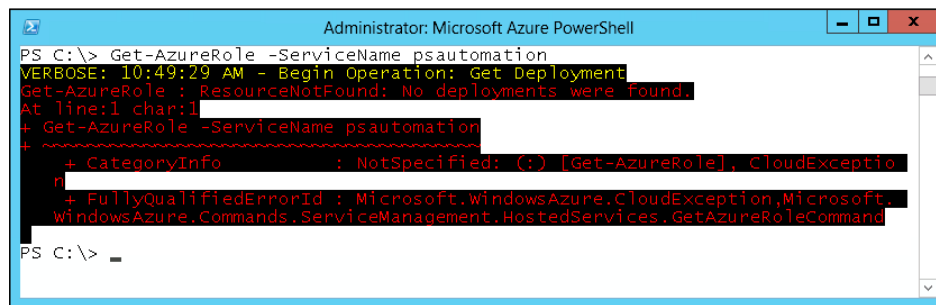 Administrator: Microsoft Azure PowerShell
PS C:\> Get-AzureRole -ServiceName psautomation
VERBOSE: 10:49:29 AM - Begin Operation: Get Deployment
Get-AzureRole : ResourceNotFound: No deployments were found.
At line:1 char:1
+ Get-AzureRole -ServiceName psautomation
+ ~~~~~~~~~~~~~~~~~~~~~~~~~~~~~~~~~~~~~~~
    + CategoryInfo          : NotSpecified: (:) [Get-AzureRole], CloudExceptio
   n
    + FullyQualifiedErrorId : Microsoft.WindowsAzure.CloudException,Microsoft.
   WindowsAzure.Commands.ServiceManagement.HostedServices.GetAzureRoleCommand
PS C:\> _